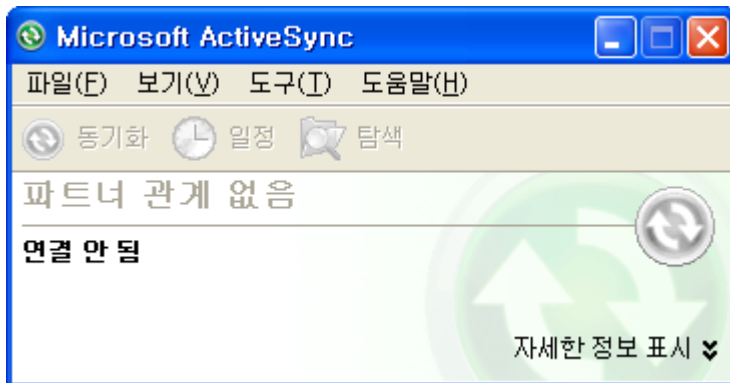 Microsoft ActiveSync
파일(F) 보기(V) 도구(T) 도움말(H)
동기화 일정 탐색
파트너 관계 없음
연결 안 됨
자세한 정보 표시